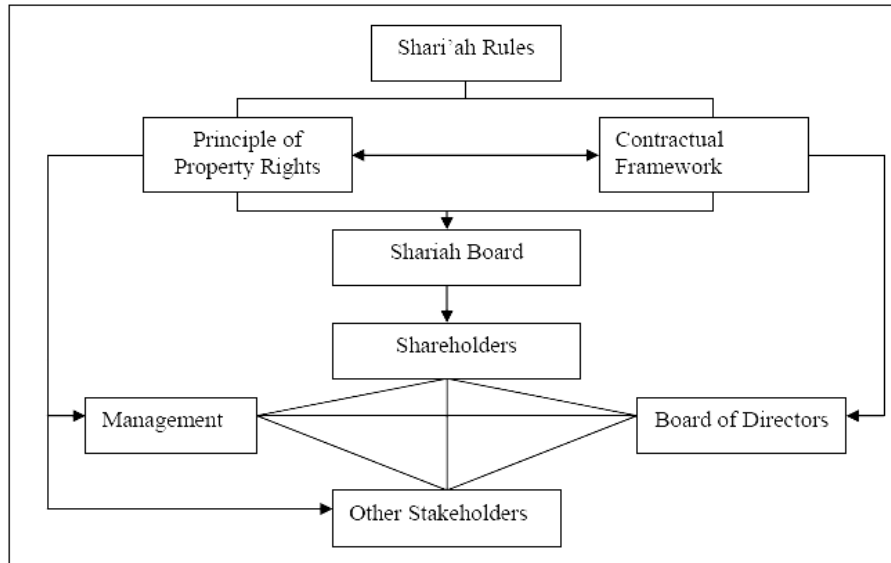 Shari’ah Rules
Principle of
Property Rights
Contractual
Framework
Shariah Board
Shareholders
Management
Board of Directors
Other Stakeholders